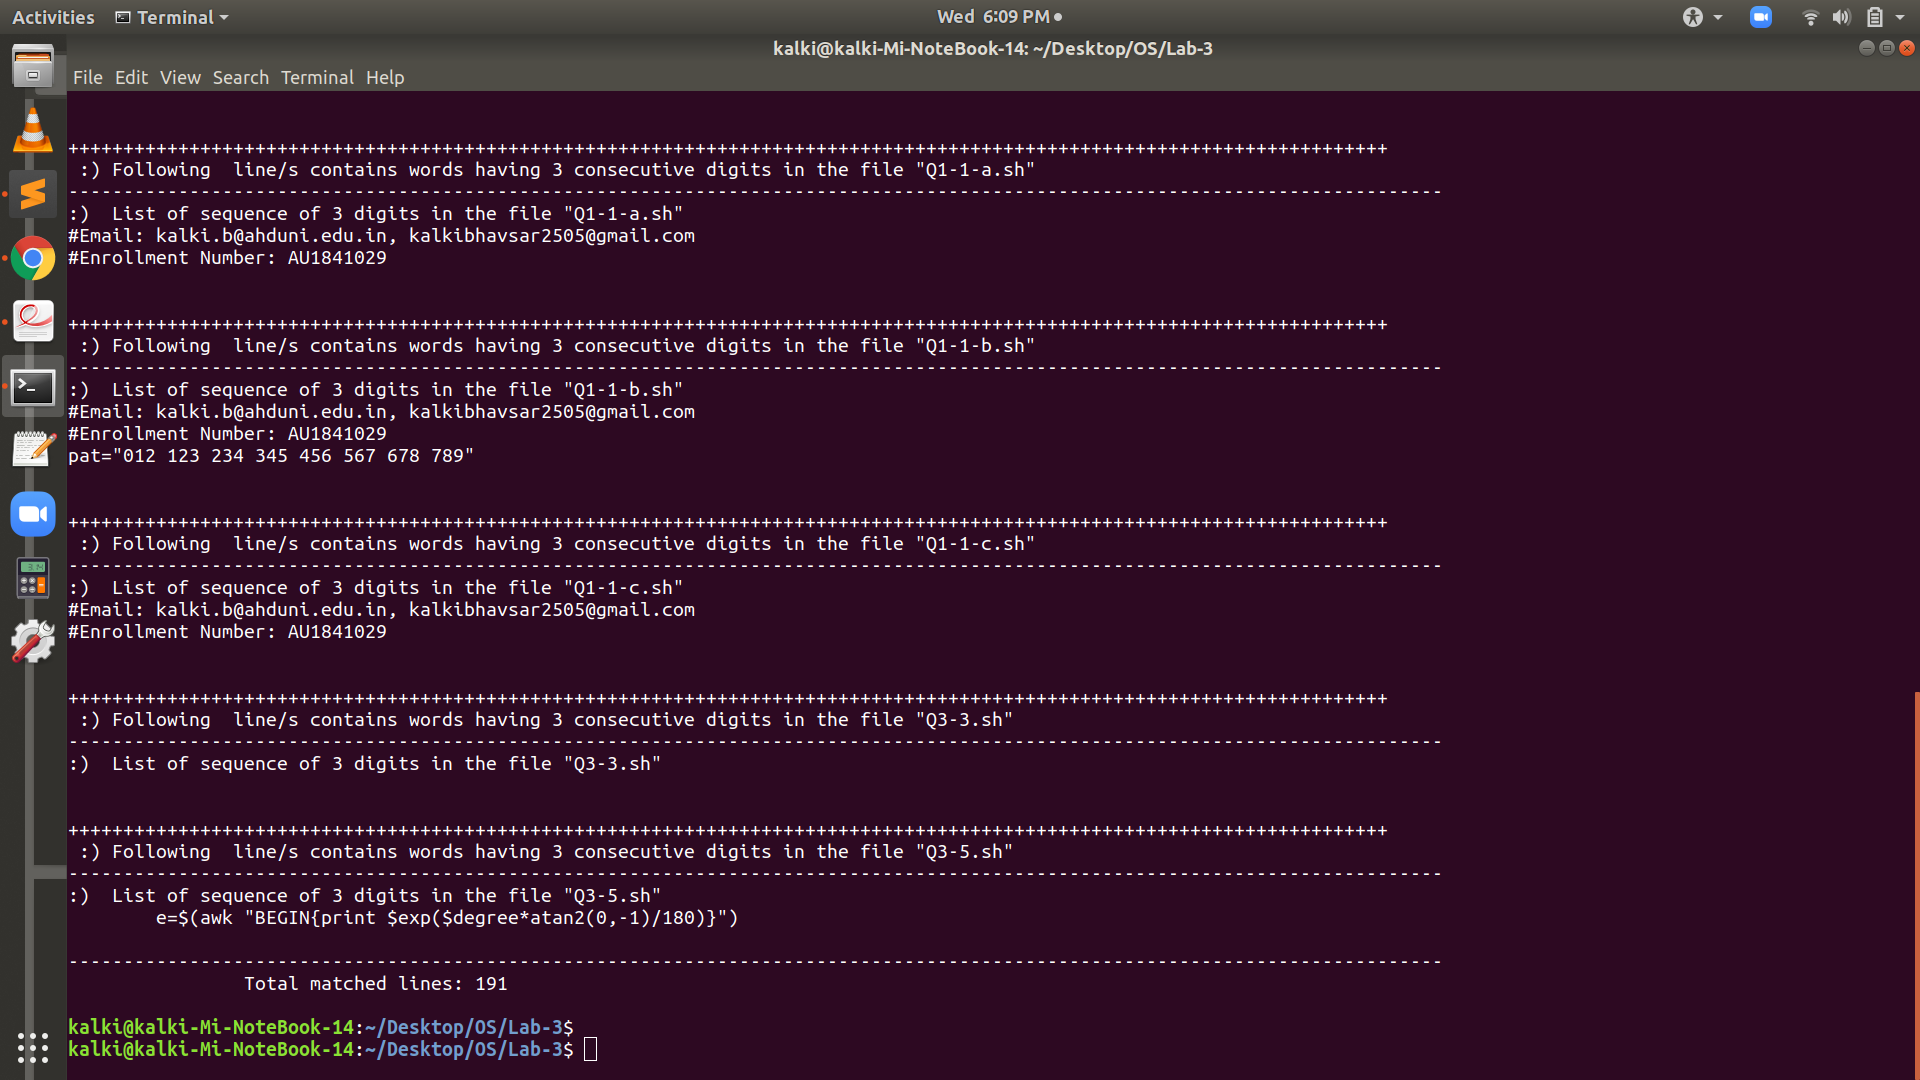 Activities Terminal Wed 6:09 PM
kalki@kalki-Mi-NoteBook-14: ~/Desktop/OS/Lab-3
File Edit View Search Terminal Help
++++++++++++++++++++++++++++++++++++++++++++++++++++++++++++++++++++++++++++++++++++++++++++++++++++++++++++++++++++++++
:) Following  line/s contains words having 3 consecutive digits in the file "Q1-1-a.sh"
-----------------------------------------------------------------------------------------------------------------------------
:)  List of sequence of 3 digits in the file "Q1-1-a.sh"
#Email: kalki.b@ahduni.edu.in, kalkibhavsar2505@gmail.com
#Enrollment Number: AU1841029
++++++++++++++++++++++++++++++++++++++++++++++++++++++++++++++++++++++++++++++++++++++++++++++++++++++++++++++++++++++++
:) Following  line/s contains words having 3 consecutive digits in the file "Q1-1-b.sh"
-----------------------------------------------------------------------------------------------------------------------------
:)  List of sequence of 3 digits in the file "Q1-1-b.sh"
#Email: kalki.b@ahduni.edu.in, kalkibhavsar2505@gmail.com
#Enrollment Number: AU1841029
pat="012 123 234 345 456 567 678 789"
++++++++++++++++++++++++++++++++++++++++++++++++++++++++++++++++++++++++++++++++++++++++++++++++++++++++++++++++++++++++
:) Following  line/s contains words having 3 consecutive digits in the file "Q1-1-c.sh"
-----------------------------------------------------------------------------------------------------------------------------
:)  List of sequence of 3 digits in the file "Q1-1-c.sh"
#Email: kalki.b@ahduni.edu.in, kalkibhavsar2505@gmail.com
#Enrollment Number: AU1841029
++++++++++++++++++++++++++++++++++++++++++++++++++++++++++++++++++++++++++++++++++++++++++++++++++++++++++++++++++++++++
:) Following  line/s contains words having 3 consecutive digits in the file "Q3-3.sh"
-----------------------------------------------------------------------------------------------------------------------------
:)  List of sequence of 3 digits in the file "Q3-3.sh"
++++++++++++++++++++++++++++++++++++++++++++++++++++++++++++++++++++++++++++++++++++++++++++++++++++++++++++++++++++++++
:) Following  line/s contains words having 3 consecutive digits in the file "Q3-5.sh"
-----------------------------------------------------------------------------------------------------------------------------
:)  List of sequence of 3 digits in the file "Q3-5.sh"
e=$(awk "BEGIN{print $exp($degree*atan2(0,-1)/180)}")
-----------------------------------------------------------------------------------------------------------------------------
Total matched lines: 191
kalki@kalki-Mi-NoteBook-14:~/Desktop/OS/Lab-3$
kalki@kalki-Mi-NoteBook-14:~/Desktop/OS/Lab-3$